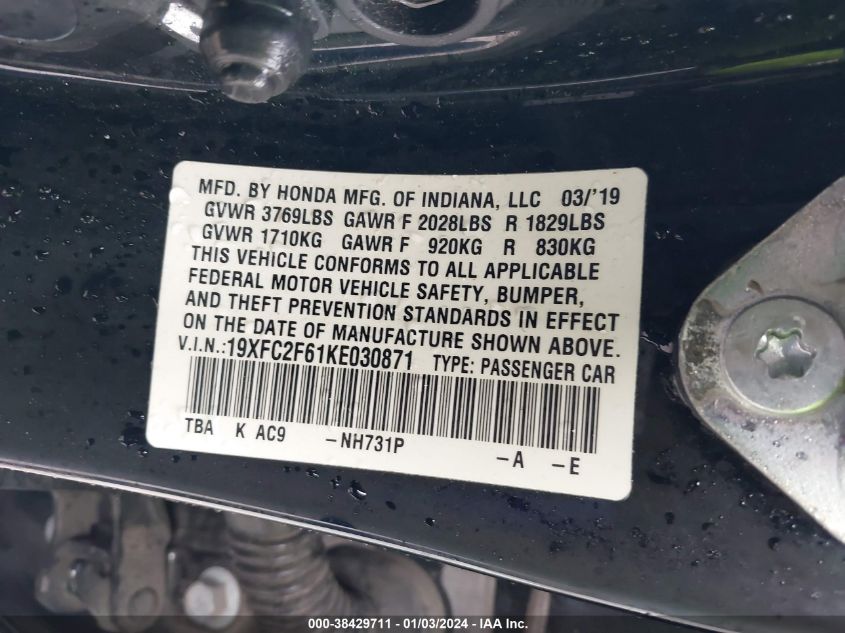 MFD. BY HONDA MFG. OF INDIANA, LLC 03/'19
GVWR 3769LBS GAWR F 2028LBS R 1829LBS
GVWR 1710KG GAWR F 920KG R 830KG
THIS VEHICLE CONFORMS TO ALL APPLICABLE
FEDERAL MOTOR VEHICLE SAFETY, BUMPER,
AND THEFT PREVENTION STANDARDS IN EFFECT
ON THE DATE OF MANUFACTURE SHOWN ABOVE.
V.I.N.:19XFC2F61KE030871 TYPE: PASSENGER CAR
TBA K AC9 -NH731P -A -E
000-38429711 - 01/03/2024 - IAAI.COM